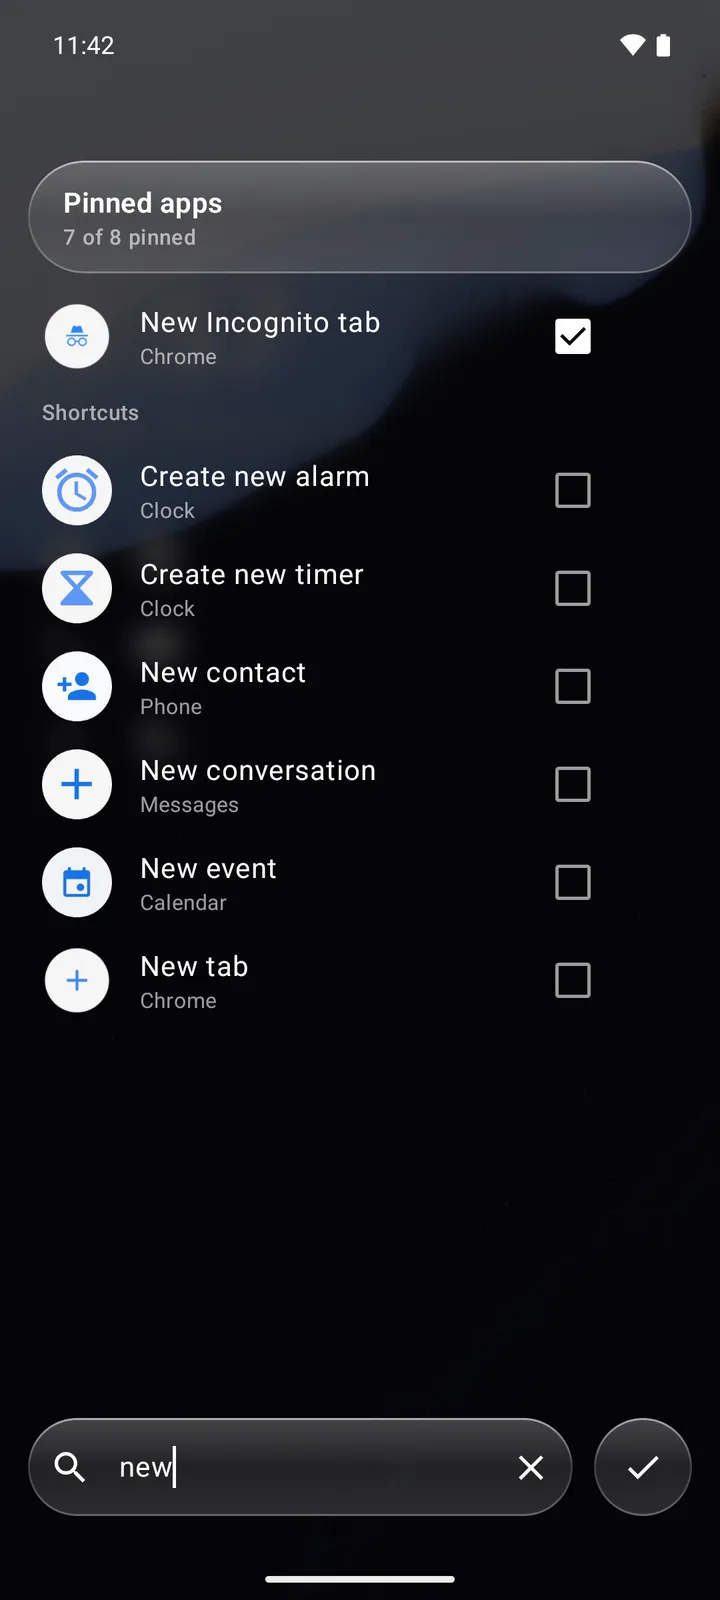 11:42
Pinned apps
7 of 8 pinned
New Incognito tab
Chrome
Shortcuts
Create new alarm
Clock
Create new timer
Clock
New contact
Phone
New conversation
Messages
New event
Calendar
New tab
Chrome
new